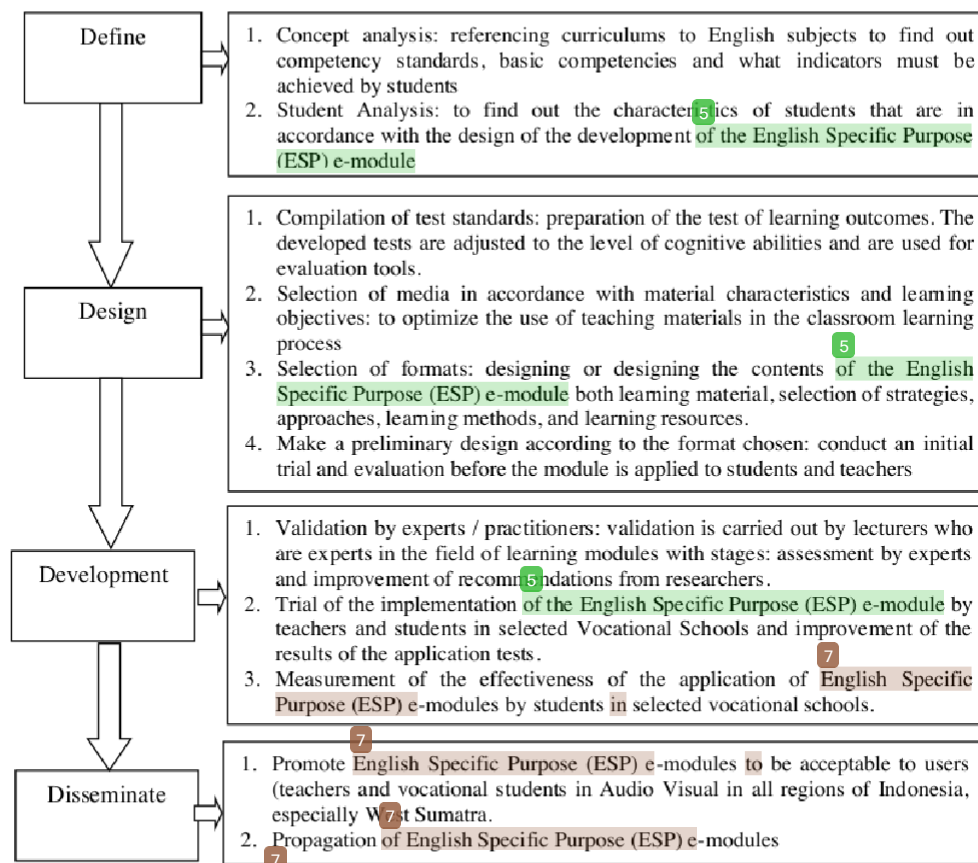 Define
1. Concept analysis: referencing curriculums to English subjects to find out
competency standards, basic competencies and what indicators must be
achieved by students
2. Student Analysis: to find out the characteristics of students that are in
accordance with the design of the development of the English Specific Purpose
(ESP) e-module
5
Design
1. Compilation of test standards: preparation of the test of learning outcomes. The
developed tests are adjusted to the level of cognitive abilities and are used for
evaluation tools.
2. Selection of media in accordance with material characteristics and learning
objectives: to optimize the use of teaching materials in the classroom learning
process
5
3. Selection of formats: designing or designing the contents of the English
Specific Purpose (ESP) e-module both learning material, selection of strategies,
approaches, learning methods, and learning resources.
4. Make a preliminary design according to the format chosen: conduct an initial
trial and evaluation before the module is applied to students and teachers
Development
1. Validation by experts / practitioners: validation is carried out by lecturers who
are experts in the field of learning modules with stages: assessment by experts
and improvement of recommendations from researchers.
5
2. Trial of the implementation of the English Specific Purpose (ESP) e-module by
teachers and students in selected Vocational Schools and improvement of the
results of the application tests.
7
3. Measurement of the effectiveness of the application of English Specific
Purpose (ESP) e-modules by students in selected vocational schools.
Disseminate
7
1. Promote English Specific Purpose (ESP) e-modules to be acceptable to users
(teachers and vocational students in Audio Visual in all regions of Indonesia,
especially West Sumatra.
7
2. Propagation of English Specific Purpose (ESP) e-modules
7